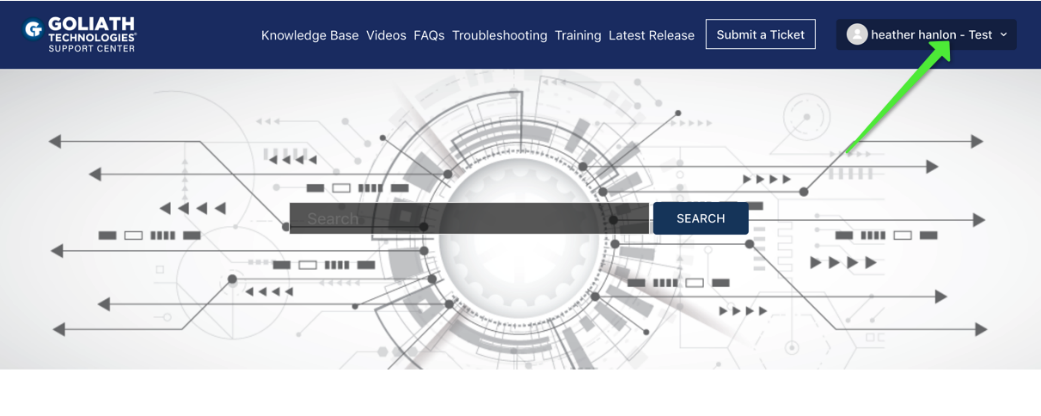 GOLIATH
TECHNOLOGIES
SUPPORT CENTER
Knowledge Base Videos FAQs Troubleshooting Training Latest Release Submit a Ticket heather hanlon - Test
Search SEARCH